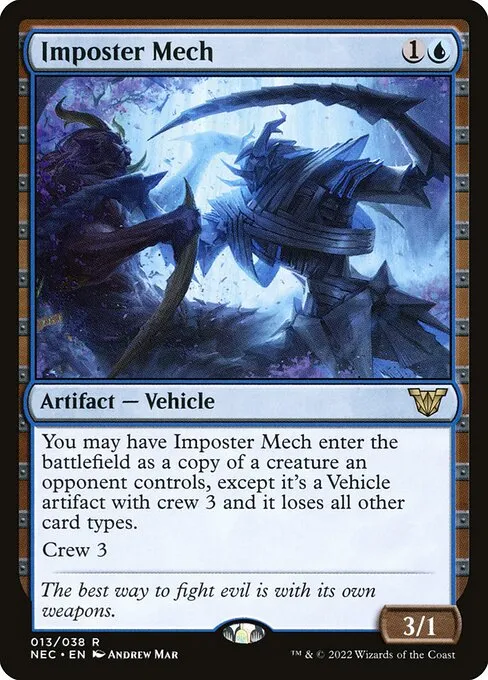 Imposter Mech 1
Artifact — Vehicle
You may have Imposter Mech enter the
battlefield as a copy of a creature an
opponent controls, except it's a Vehicle
artifact with crew 3 and it loses all other
card types.
Crew 3
The best way to fight evil is with its own
weapons.
3/1
013/038 R
NEC • EN Andrew Mar ™ & © 2022 Wizards of the Coast